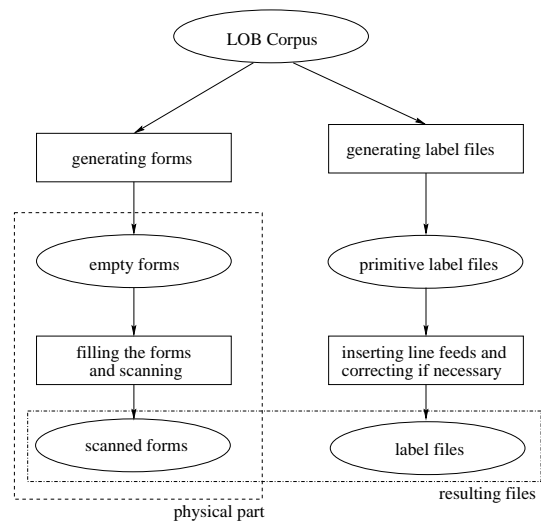 LOB Corpus
generating forms
generating label files
empty forms
primitive label files
filling the forms
and scanning
inserting line feeds and
correcting if necessary
scanned forms
label files
resulting files
physical part